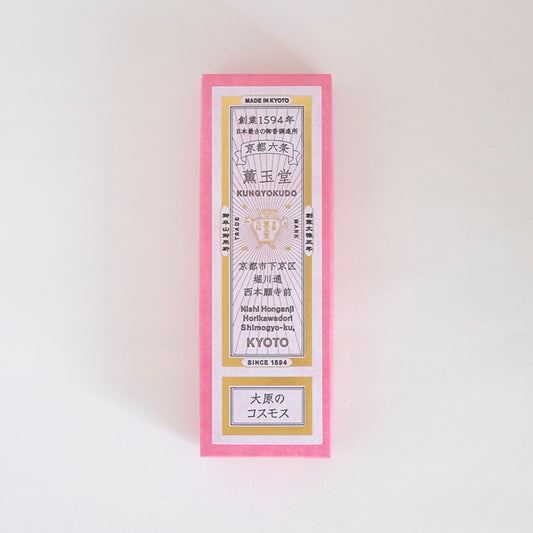 MADE IN KYOTO
創業1594年
日本最古の御香調進所
京都六条
薫玉堂
KUNGYOKUDO
TRADE
MARK
京都市下京区
堀川通
西本願寺前
Nishi Honganji
Horikawadori
Shimogyo-ku,
KYOTO
SINCE 1594
大原の
コスモス